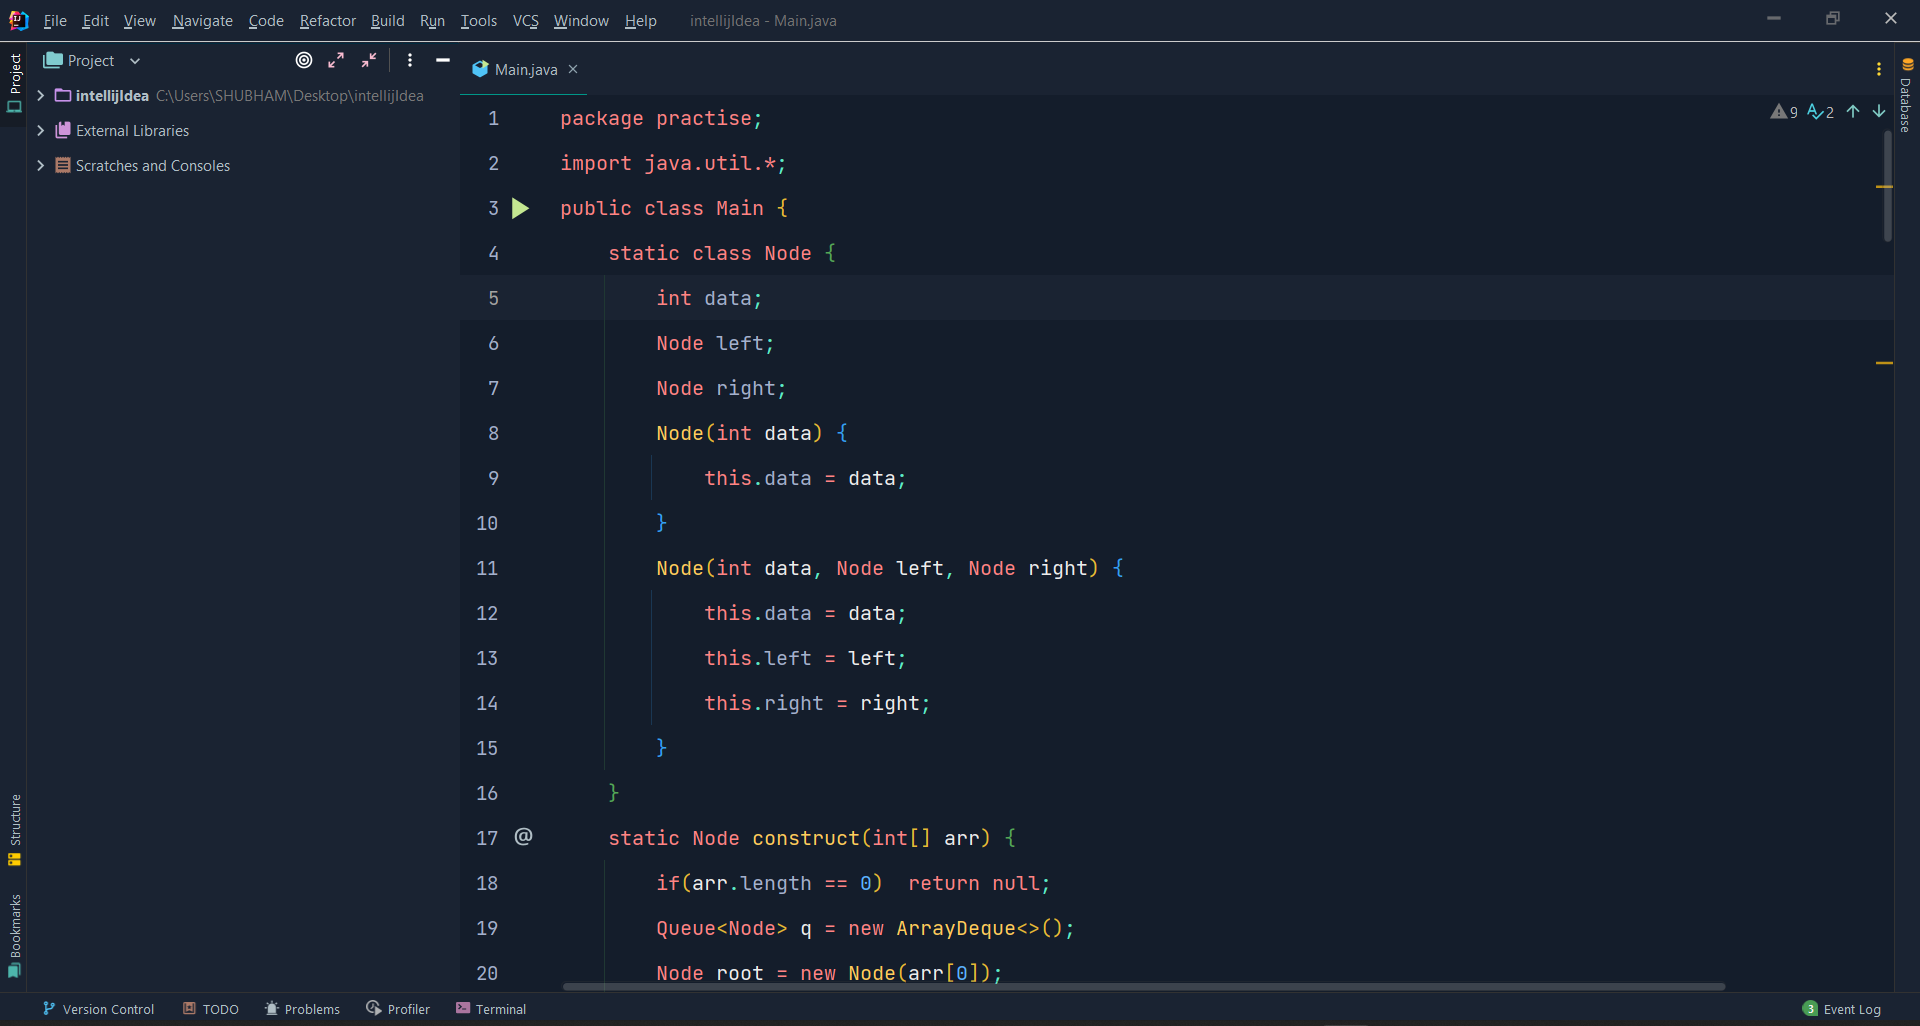 File Edit View Navigate Code Refactor Build Run Tools VCS Window Help intellijIdea - Main.java
Project
Project
intellijIdea C:\Users\SHUBHAM\Desktop\intellijIdea
External Libraries
Scratches and Consoles
Structure
Bookmarks
Main.java
9 2
Database
1 package practise;
2 import java.util.*;
3 public class Main {
4     static class Node {
5         int data;
6         Node left;
7         Node right;
8         Node(int data) {
9             this.data = data;
10         }
11         Node(int data, Node left, Node right) {
12             this.data = data;
13             this.left = left;
14             this.right = right;
15         }
16     }
17 @     static Node construct(int[] arr) {
18         if(arr.length == 0)  return null;
19         Queue<Node> q = new ArrayDeque<>();
20         Node root = new Node(arr[0]);
Version Control TODO Problems Profiler Terminal 3 Event Log